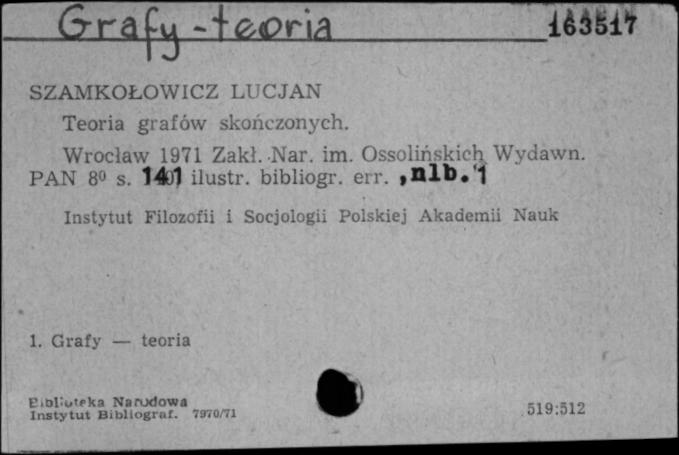 Grafy - teoria
163517
SZAMKOŁOWICZ LUCJAN
Teoria grafów skończonych.
Wrocław 1971 Zakł. Nar. im. Ossolińskich Wydawn.
PAN 8⁰ s. 141 ilustr. bibliogr. err. , nlb. 1
Instytut Filozofii i Socjologii Polskiej Akademii Nauk
1. Grafy — teoria
Biblioteka Narodowa
Instytut Bibliograf. 7970/71
519:512